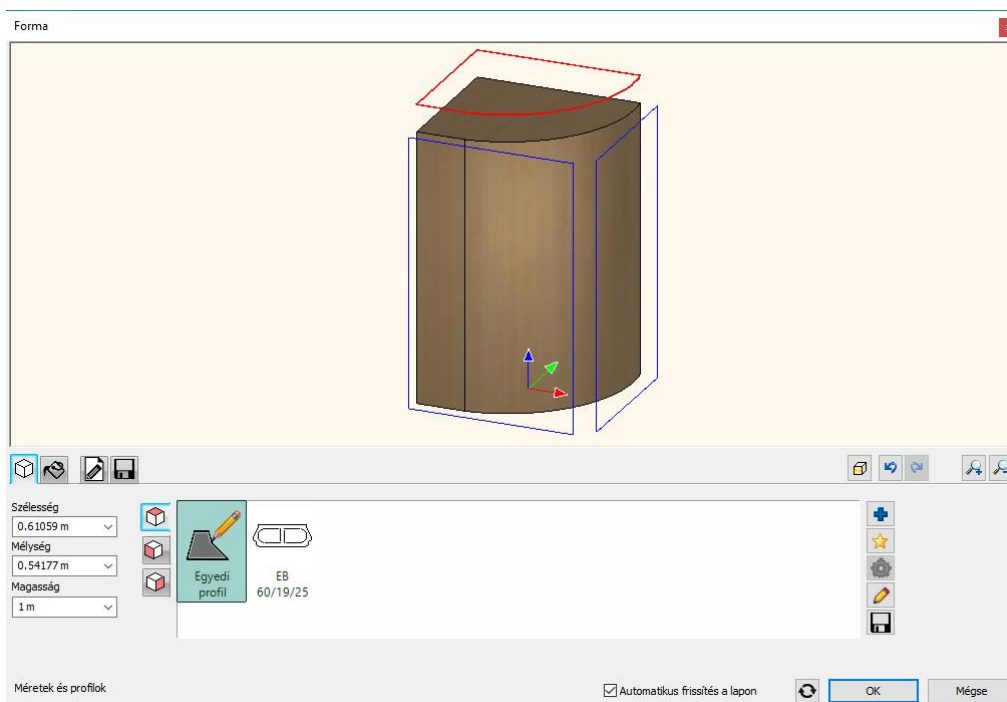 Forma
Szélesség
0.61059 m
Mélység
0.54177 m
Magasság
1 m
Egyedi
profil
EB
60/19/25
Méretek és profilok
Automatikus frissítés a lapon
OK
Mégse